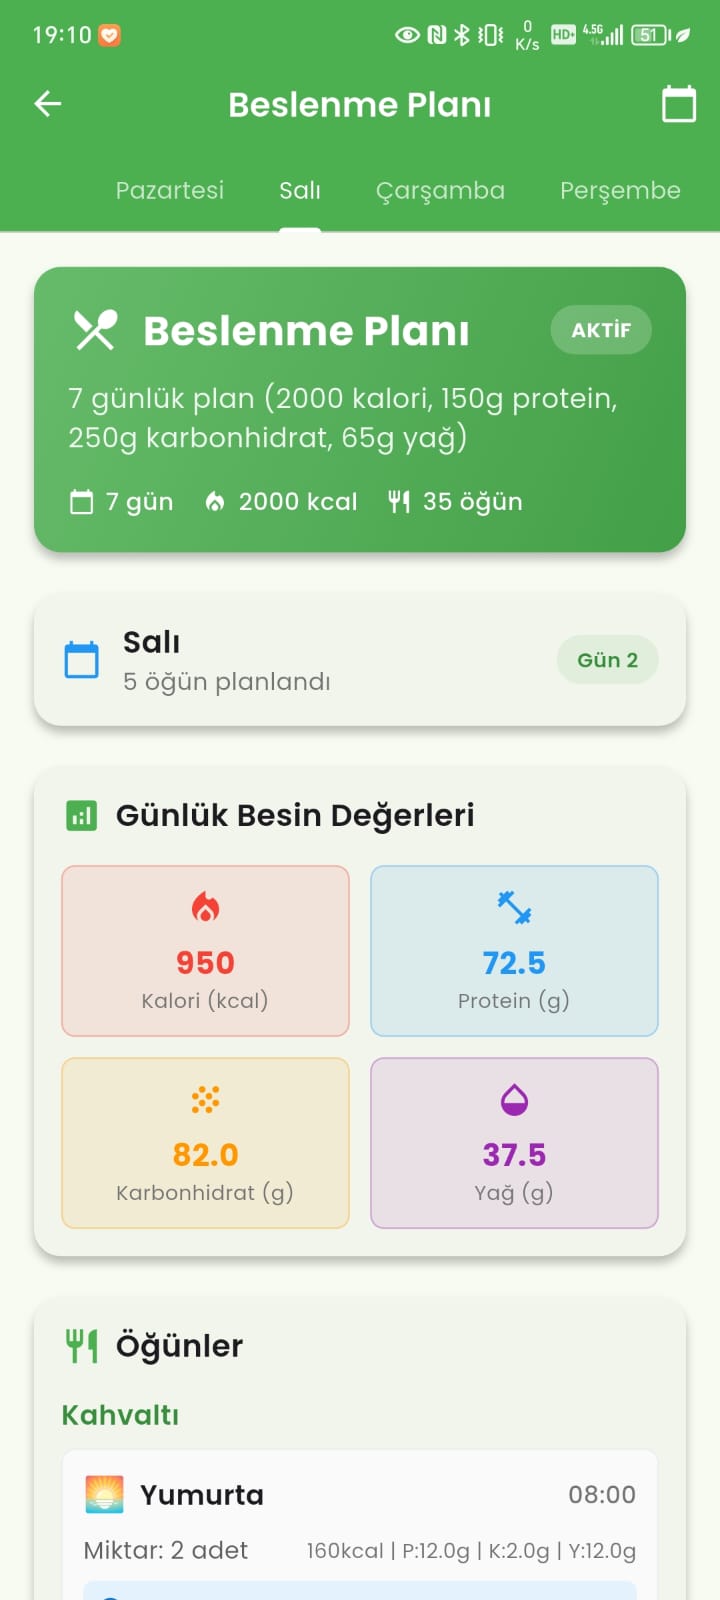 19:10
0
K/s
HD+
4.5G
51
Beslenme Planı
Pazartesi
Salı
Çarşamba
Perşembe
Beslenme Planı
AKTİF
7 günlük plan (2000 kalori, 150g protein,
250g karbonhidrat, 65g yağ)
7 gün
2000 kcal
35 öğün
Salı
5 öğün planlandı
Gün 2
Günlük Besin Değerleri
950
Kalori (kcal)
72.5
Protein (g)
82.0
Karbonhidrat (g)
37.5
Yağ (g)
Öğünler
Kahvaltı
Yumurta
08:00
Miktar: 2 adet
160kcal | P:12.0g | K:2.0g | Y:12.0g